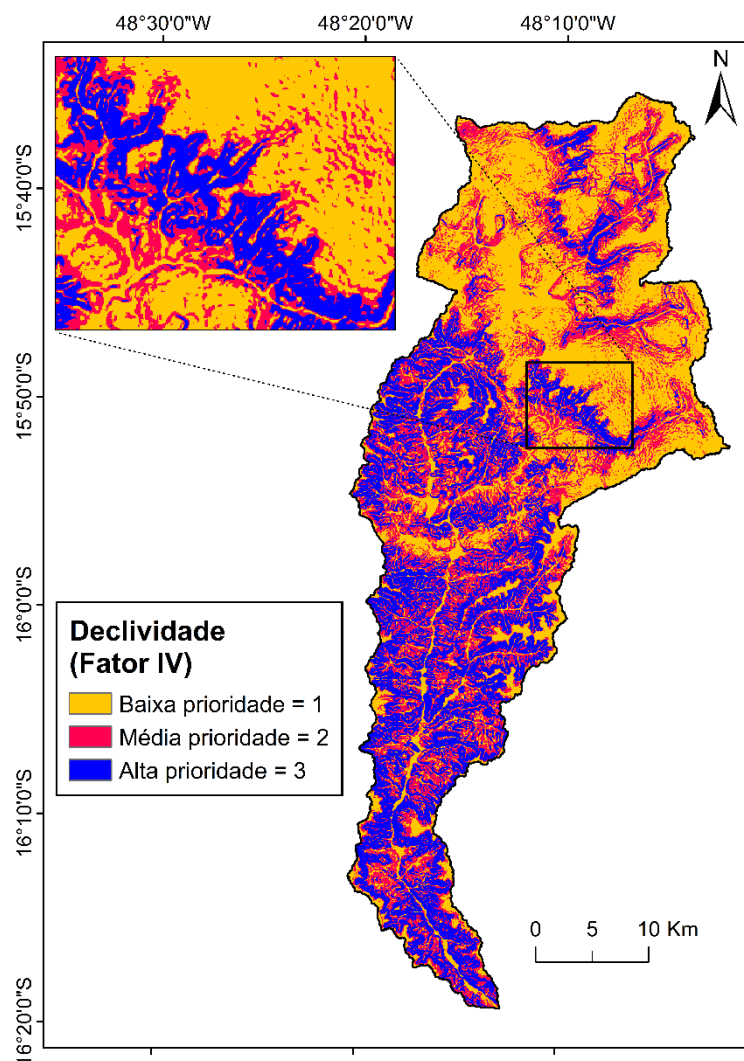 48°30'0"W 48°20'0"W 48°10'0"W
N
15°40'0"S
15°50'0"S
16°0'0"S
16°10'0"S
16°20'0"S
Declividade
(Fator IV)
Baixa prioridade = 1
Média prioridade = 2
Alta prioridade = 3
0 5 10 Km